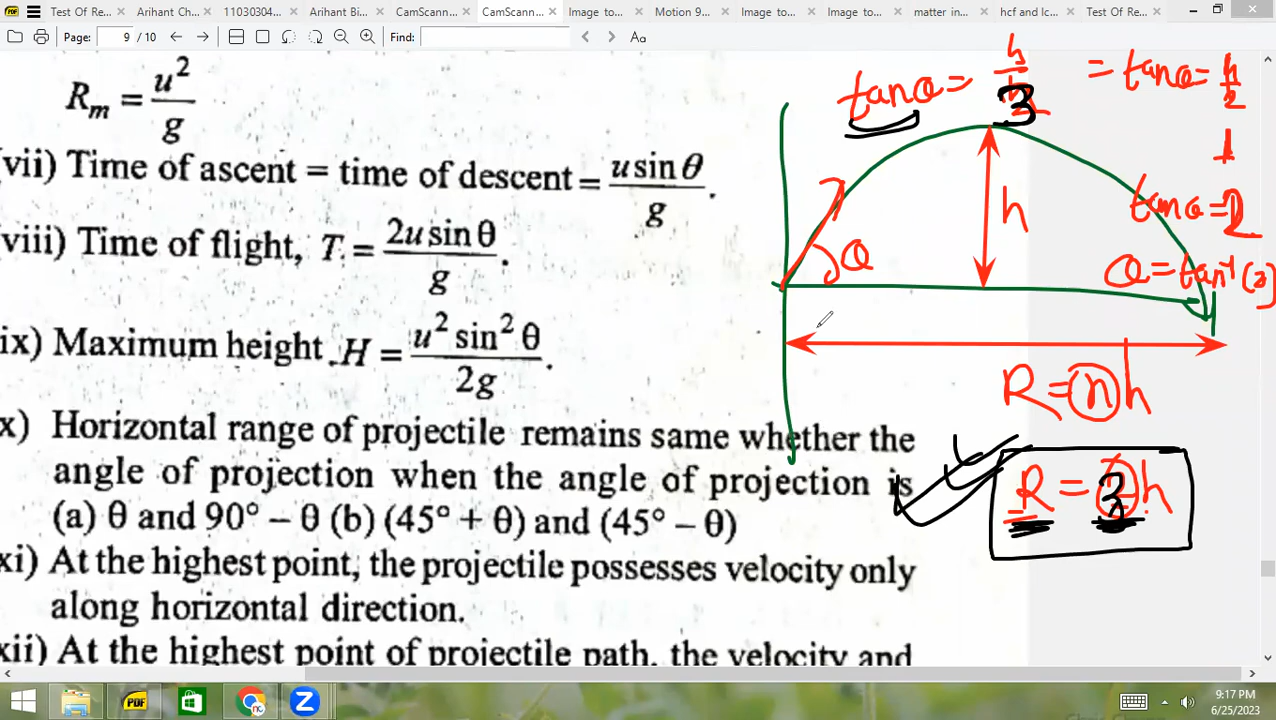 Test Of Re...
Arihant Ch...
11030304...
Arihant Bi...
CamScann...
CamScann...
Image to...
Motion 9...
Image to...
Image to...
matter in...
hcf and lc...
Test Of Re...
Page: 9 / 10
Find:
Aa
R_m = u² / g
(vii) Time of ascent = time of descent = u sin θ / g .
(viii) Time of flight, T = 2u sin θ / g .
(ix) Maximum height H = u² sin² θ / 2g .
(x) Horizontal range of projectile remains same whether the
angle of projection when the angle of projection is
(a) θ and 90° – θ (b) (45° + θ) and (45° – θ)
(xi) At the highest point, the projectile possesses velocity only
along horizontal direction.
(xii) At the highest point of projectile path, the velocity and
tanθ =
3
= tanθ =
h
θ
tanθ = 2
θ = tan⁻¹(2)
R = nh
R = 3h
9:17 PM
6/25/2023